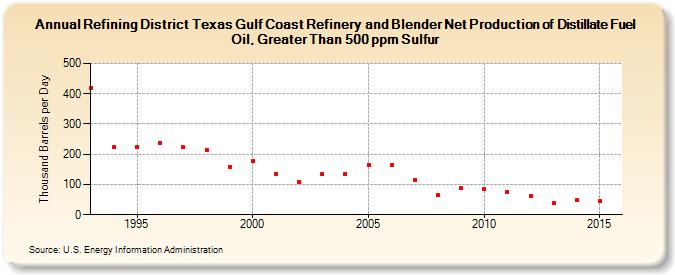 Annual Refining District Texas Gulf Coast Refinery and Blender Net Production of Distillate Fuel
Oil, Greater Than 500 ppm Sulfur
Thousand Barrels per Day
500
400
300
200
100
0
1995
2000
2005
2010
2015
Source: U.S. Energy Information Administration